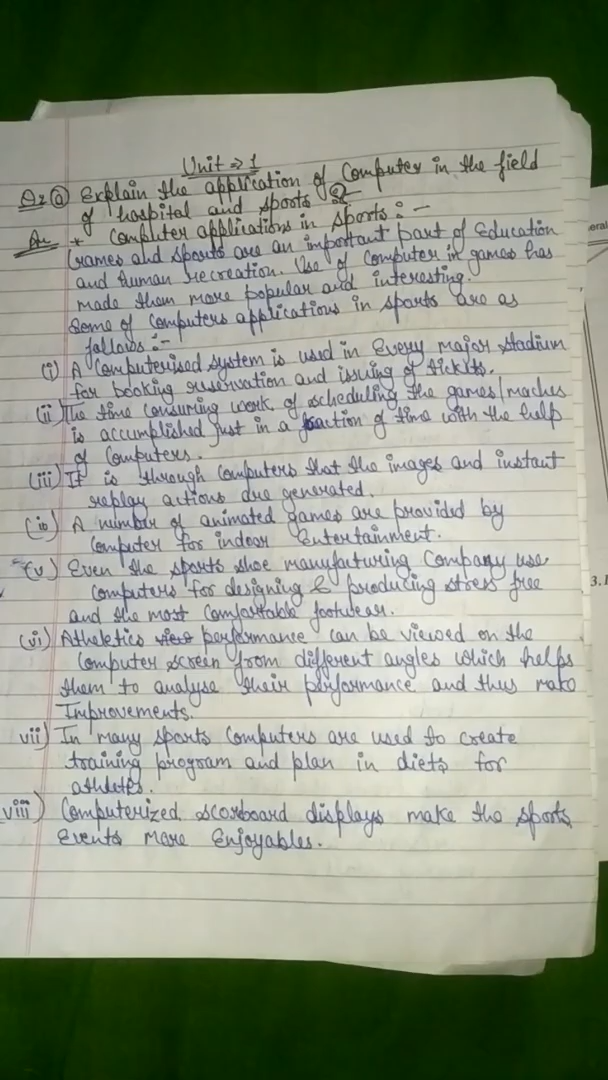 Unit ⇒ 1
Q2 @ Explain the application of Computer in the field
of hospital and sports
Ans * Computer applications in sports :-
Games and sports are an important part of Education
and human recreation. Use of Computer in games has
made them more popular and interesting.
Some of Computers applications in sports are as
follows :-
(i) A Computerised system is used in Every major stadium
for booking reservation and issuing of tickits.
(ii) The time consuming work of scheduling the games/maches
is accomplished just in a fraction of time with the help
of Computers.
(iii) It is through Computers that the images and instant
replay actions are generated.
(iv) A number of animated games are provided by
Computer for indoor Entertainment.
(v) Even the sports shoe manufacturing Company use
Computers for designing & producing stress free
and the most Comfortable footwear.
(vi) Atheletics view performance can be viewed on the
Computer screen from different angles which helps
them to analyse their performance and thus make
Improvements.
vii) In many sports Computers are used to create
training program and plan in diets for
athletes.
viii) Computerized scorboard displays make the sports
Events more Enjoyables.
eral
3.1